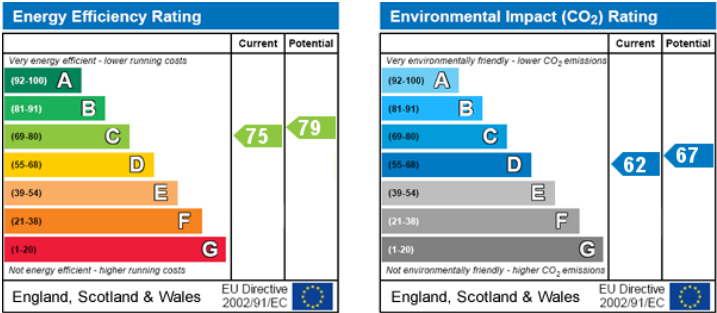 Energy Efficiency Rating
Current Potential
Very energy efficient - lower running costs
(92-100) A
(81-91) B
(69-80) C
75
79
(55-68) D
(39-54) E
(21-38) F
(1-20) G
Not energy efficient - higher running costs
England, Scotland & Wales
EU Directive
2002/91/EC
Environmental Impact (CO2) Rating
Current Potential
Very environmentally friendly - lower CO2 emissions
(92-100) A
(81-91) B
(69-80) C
(55-68) D
62
67
(39-54) E
(21-38) F
(1-20) G
Not environmentally friendly - higher CO2 emissions
England, Scotland & Wales
EU Directive
2002/91/EC